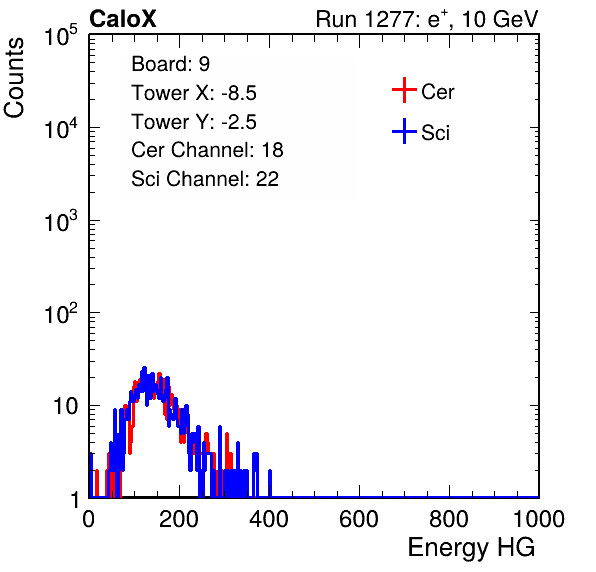 CaloX Run 1277: e⁺, 10 GeV
Counts
10⁵
10⁴
10³
10²
10
1
Board: 9
Tower X: -8.5
Tower Y: -2.5
Cer Channel: 18
Sci Channel: 22
Cer
Sci
0 200 400 600 800 1000
Energy HG